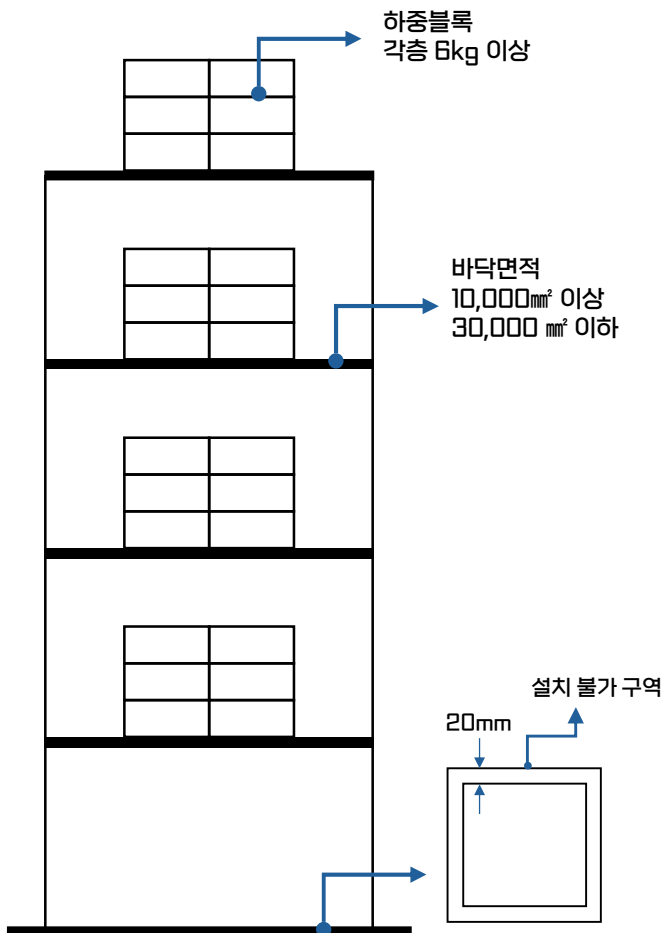 하중블록
각층 6kg 이상
바닥면적
10,000㎟ 이상
30,000 ㎟ 이하
설치 불가 구역
20mm